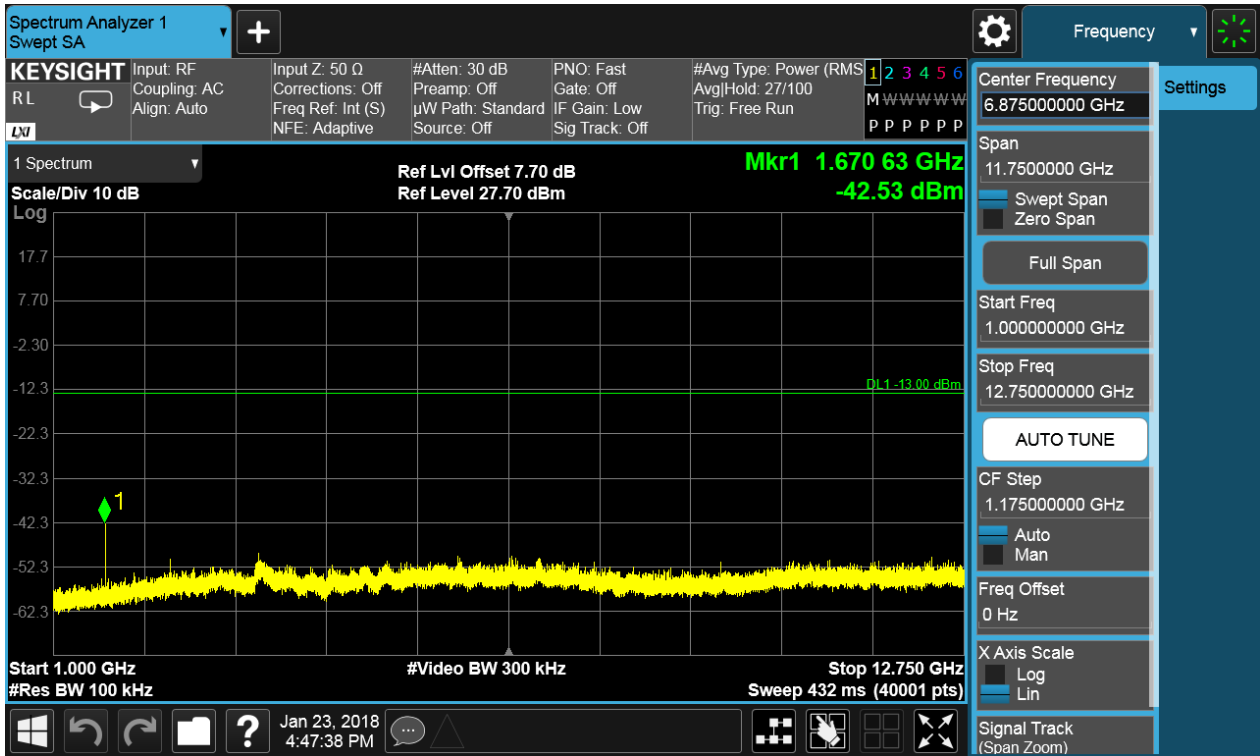 Spectrum Analyzer 1
Swept SA
+
Frequency
KEYSIGHT
R L
LXI
Input: RF
Coupling: AC
Align: Auto
Input Z: 50 Ω
Corrections: Off
Freq Ref: Int (S)
NFE: Adaptive
#Atten: 30 dB
Preamp: Off
µW Path: Standard
Source: Off
PNO: Fast
Gate: Off
IF Gain: Low
Sig Track: Off
#Avg Type: Power (RMS
Avg|Hold: 27/100
Trig: Free Run
1 2 3 4 5 6
M W W W W W
P P P P P P
1 Spectrum
Scale/Div 10 dB
Log
Ref Lvl Offset 7.70 dB
Ref Level 27.70 dBm
Mkr1 1.670 63 GHz
-42.53 dBm
17.7
7.70
-2.30
-12.3
DL1 -13.00 dBm
-22.3
-32.3
1
-42.3
-52.3
-62.3
Start 1.000 GHz
#Res BW 100 kHz
#Video BW 300 kHz
Stop 12.750 GHz
Sweep 432 ms (40001 pts)
Center Frequency
6.875000000 GHz
Settings
Span
11.7500000 GHz
Swept Span
Zero Span
Full Span
Start Freq
1.000000000 GHz
Stop Freq
12.750000000 GHz
AUTO TUNE
CF Step
1.175000000 GHz
Auto
Man
Freq Offset
0 Hz
X Axis Scale
Log
Lin
Signal Track
(Span Zoom)
?
Jan 23, 2018
4:47:38 PM